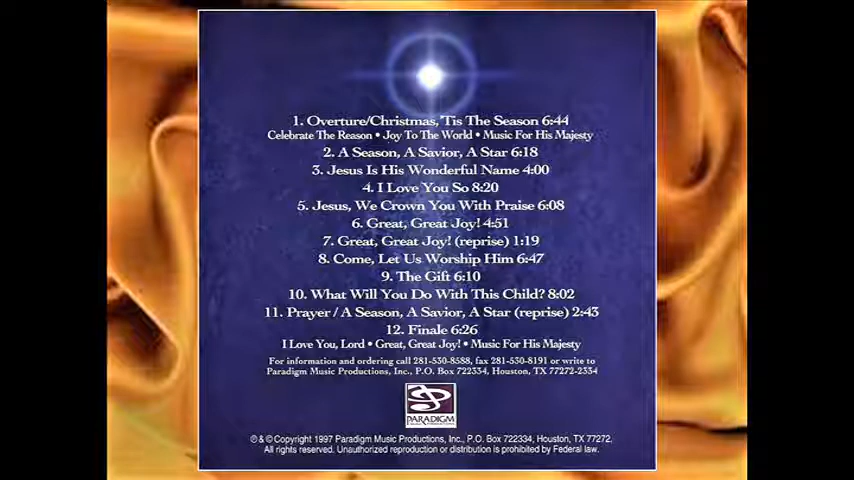 1. Overture/Christmas, 'Tis The Season 6:44
Celebrate The Reason • Joy To The World • Music For His Majesty
2. A Season, A Savior, A Star 6:18
3. Jesus Is His Wonderful Name 4:00
4. I Love You So 8:20
5. Jesus, We Crown You With Praise 6:08
6. Great, Great Joy! 4:51
7. Great, Great Joy! (reprise) 1:19
8. Come, Let Us Worship Him 6:47
9. The Gift 6:10
10. What Will You Do With This Child? 8:02
11. Prayer / A Season, A Savior, A Star (reprise) 2:43
12. Finale 6:26
I Love You, Lord • Great, Great Joy! • Music For His Majesty
For information and ordering call 281-530-8588, fax 281-530-8191 or write to
Paradigm Music Productions, Inc., P.O. Box 722334, Houston, TX 77272-2334
PARADIGM
℗ & © Copyright 1997 Paradigm Music Productions, Inc., P.O. Box 722334, Houston, TX 77272.
All rights reserved. Unauthorized reproduction or distribution is prohibited by Federal law.